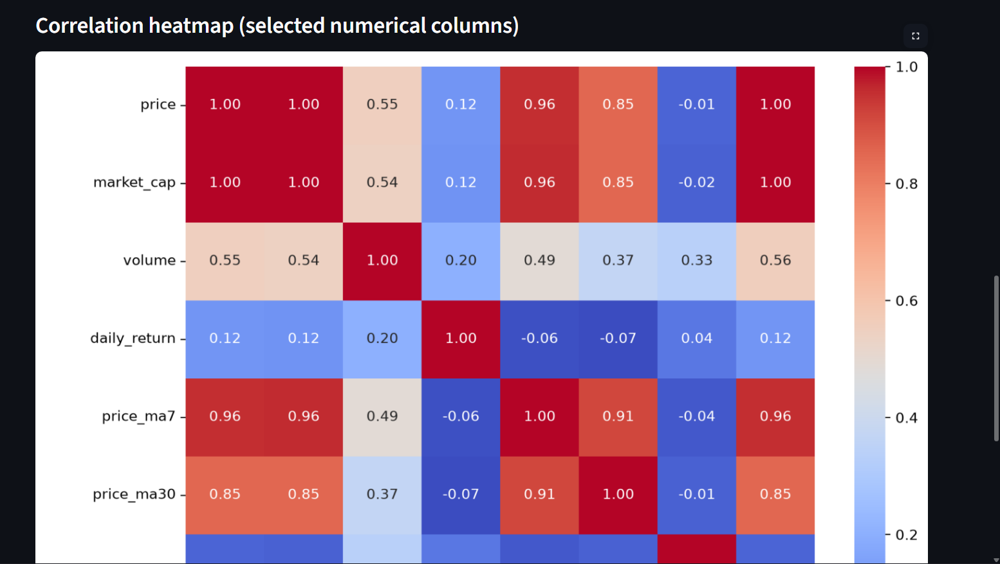 Correlation heatmap (selected numerical columns)
price 1.00 1.00 0.55 0.12 0.96 0.85 -0.01 1.00
market_cap 1.00 1.00 0.54 0.12 0.96 0.85 -0.02 1.00
volume 0.55 0.54 1.00 0.20 0.49 0.37 0.33 0.56
daily_return 0.12 0.12 0.20 1.00 -0.06 -0.07 0.04 0.12
price_ma7 0.96 0.96 0.49 -0.06 1.00 0.91 -0.04 0.96
price_ma30 0.85 0.85 0.37 -0.07 0.91 1.00 -0.01 0.85
1.0
0.8
0.6
0.4
0.2